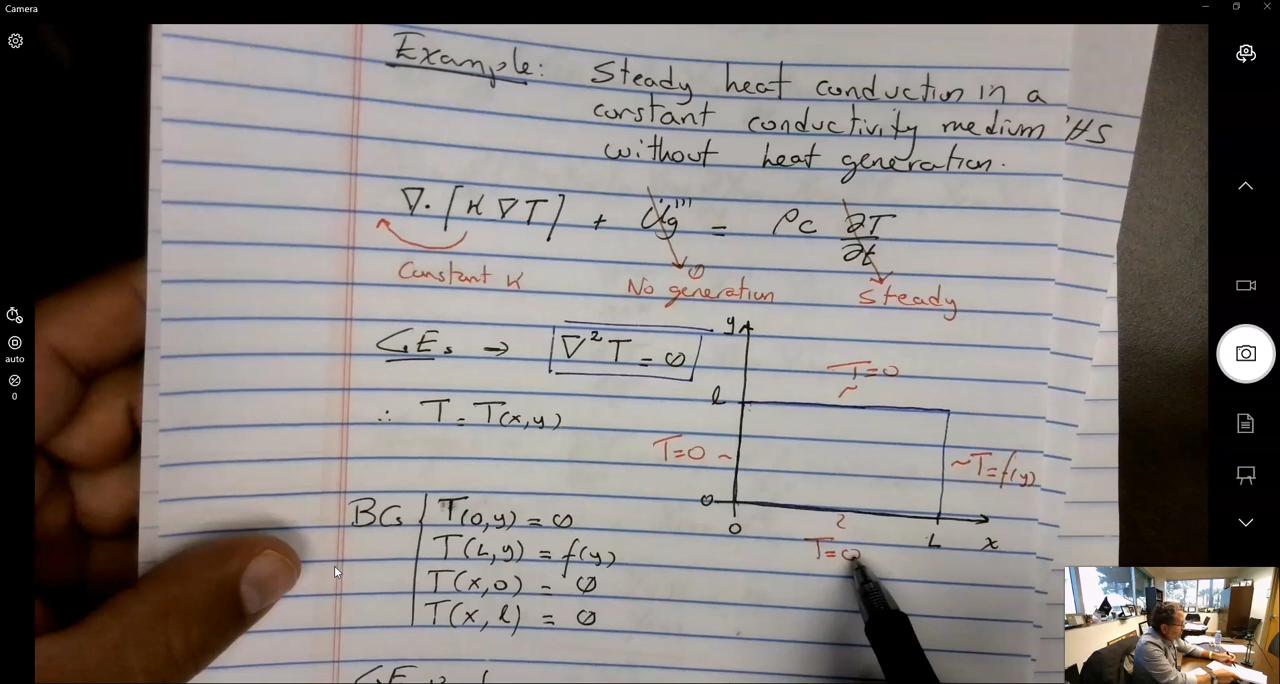 Camera
Example: Steady heat conduction in a
constant conductivity medium
without heat generation.
∇·[K∇T] + u̇g''' = ρc ∂T/∂t
0
Constant K No generation Steady
GEs → ∇²T = 0
∴ T = T(x,y)
y
l
T=0
T=0 ~
~T=f(y)
0
0
T=0
L
x
BCs
T(0,y) = 0
T(L,y) = f(y)
T(x,0) = 0
T(x,l) = 0
auto
0